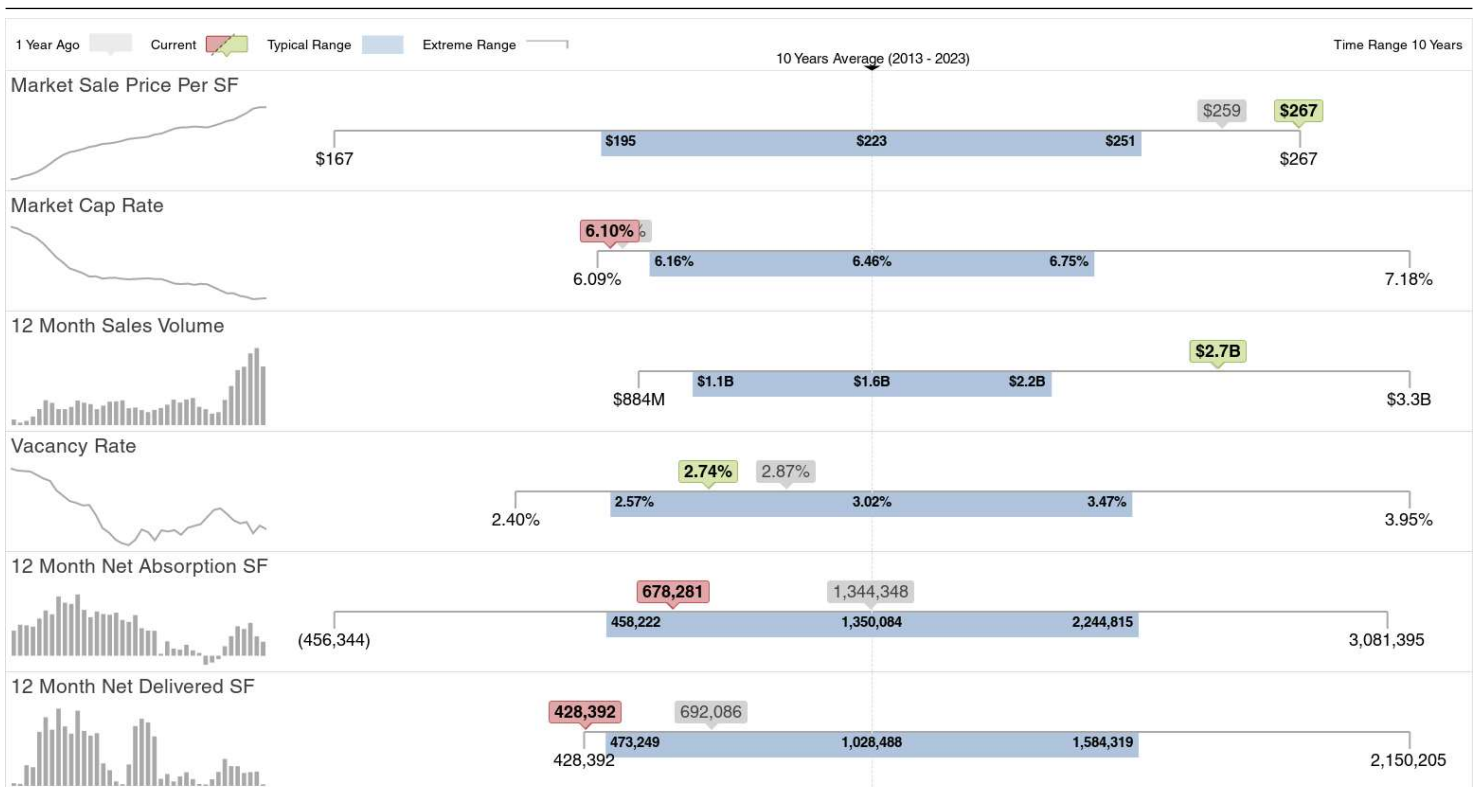 1 Year Ago Current Typical Range Extreme Range 10 Years Average (2013 - 2023) Time Range 10 Years
Market Sale Price Per SF
$259 $267
$195 $223 $251
$167 $267
Market Cap Rate
6.10% %
6.16% 6.46% 6.75%
6.09% 7.18%
12 Month Sales Volume
$2.7B
$1.1B $1.6B $2.2B
$884M $3.3B
Vacancy Rate
2.74% 2.87%
2.57% 3.02% 3.47%
2.40% 3.95%
12 Month Net Absorption SF
678,281 1,344,348
458,222 1,350,084 2,244,815
(456,344) 3,081,395
12 Month Net Delivered SF
428,392 692,086
473,249 1,028,488 1,584,319
428,392 2,150,205